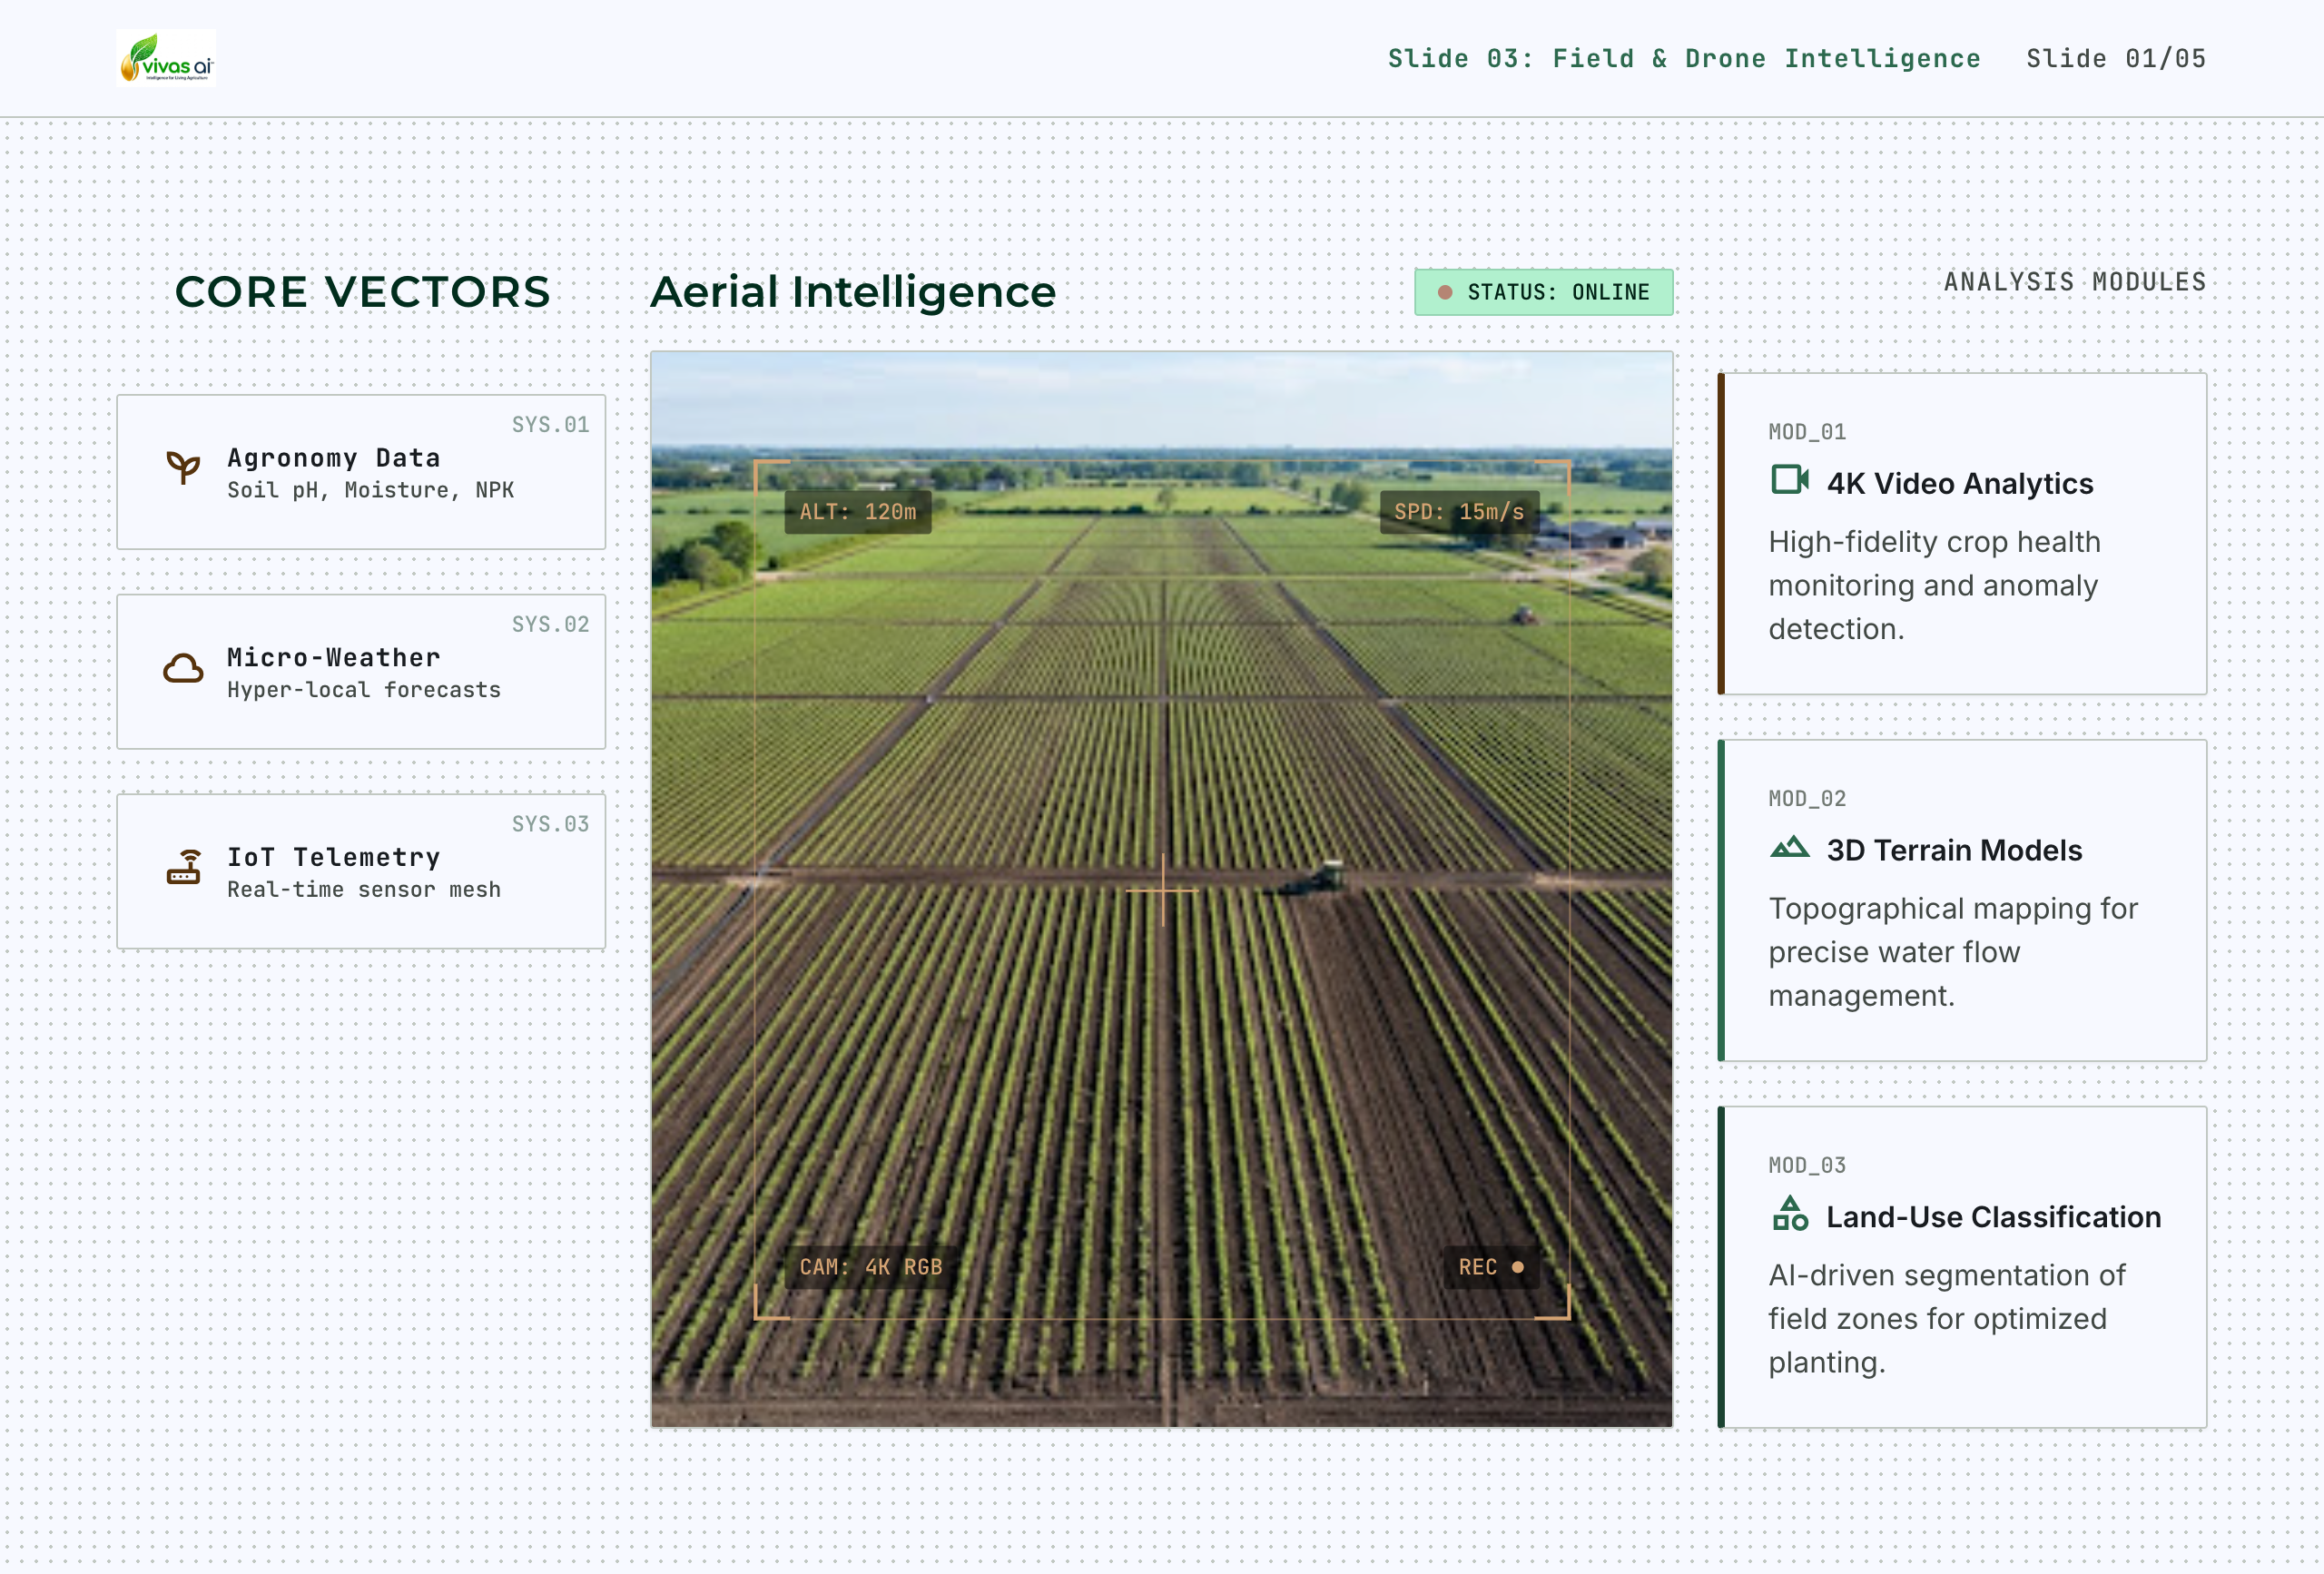 vivas ai
Intelligence for Living Agriculture
Slide 03: Field & Drone Intelligence
Slide 01/05
CORE VECTORS
SYS.01
Agronomy Data
Soil pH, Moisture, NPK
SYS.02
Micro-Weather
Hyper-local forecasts
SYS.03
IoT Telemetry
Real-time sensor mesh
Aerial Intelligence
STATUS: ONLINE
ALT: 120m
SPD: 15m/s
CAM: 4K RGB
REC
ANALYSIS MODULES
MOD_01
4K Video Analytics
High-fidelity crop health
monitoring and anomaly
detection.
MOD_02
3D Terrain Models
Topographical mapping for
precise water flow
management.
MOD_03
Land-Use Classification
AI-driven segmentation of
field zones for optimized
planting.